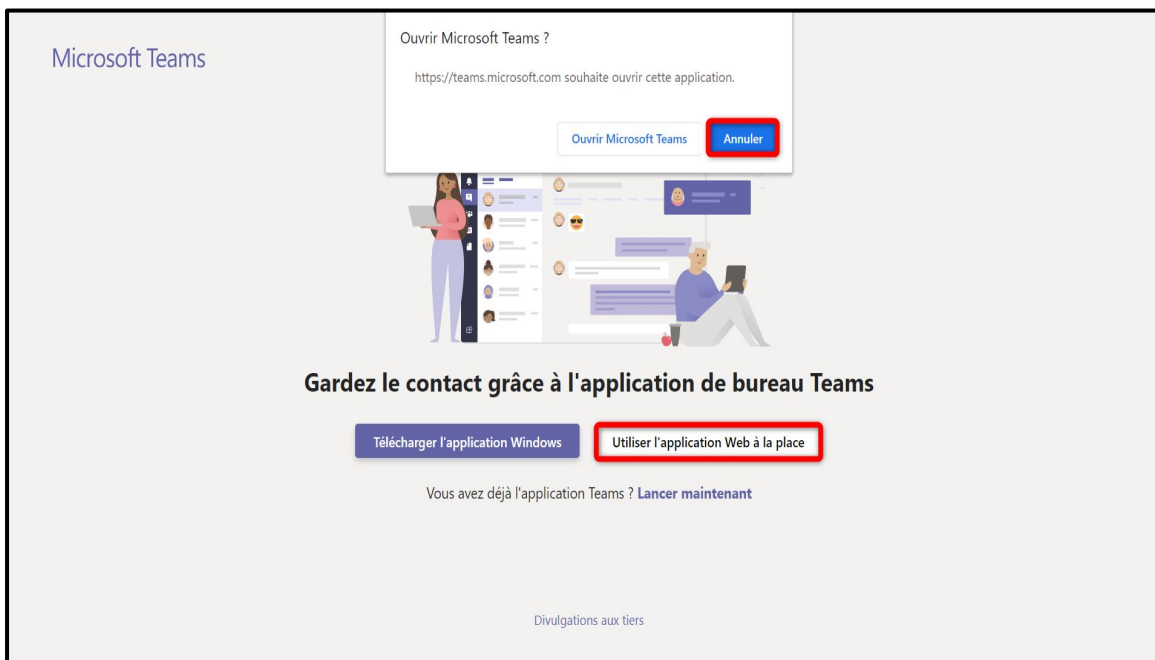 Microsoft Teams
Ouvrir Microsoft Teams ?
https://teams.microsoft.com souhaite ouvrir cette application.
Ouvrir Microsoft Teams
Annuler
Gardez le contact grâce à l'application de bureau Teams
Télécharger l'application Windows
Utiliser l'application Web à la place
Vous avez déjà l'application Teams ? Lancer maintenant
Divulgations aux tiers